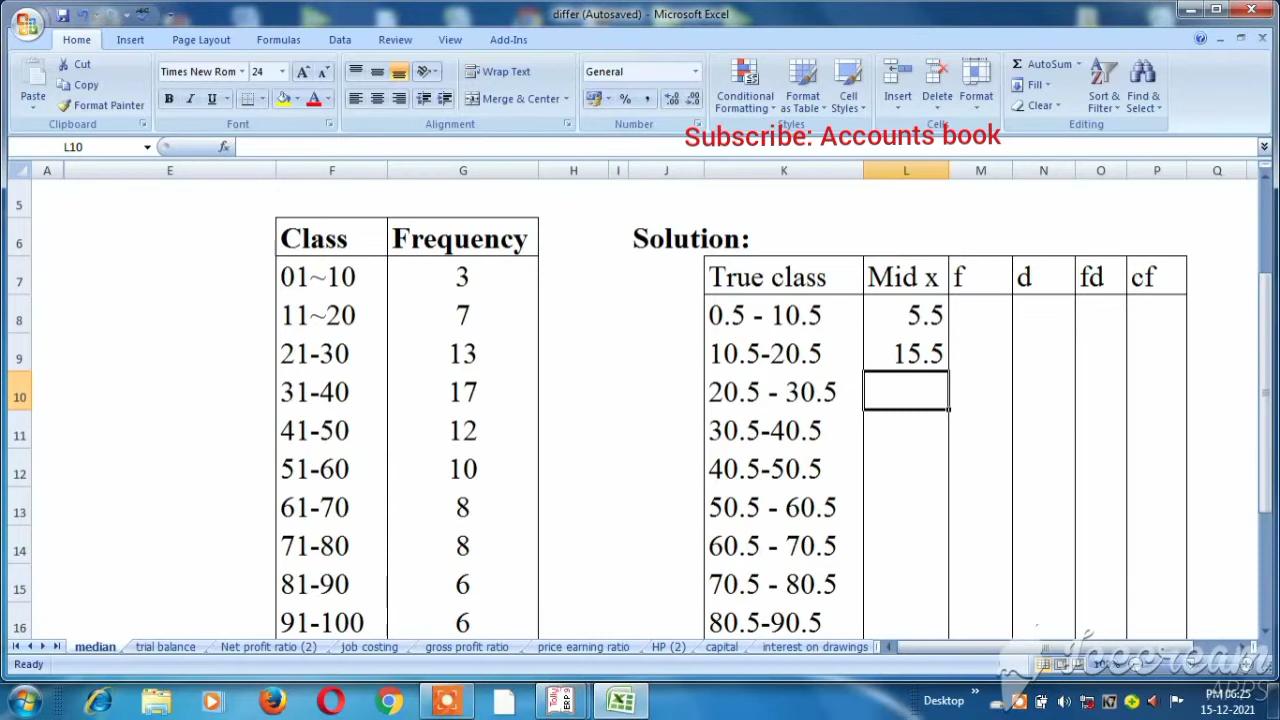 differ (Autosaved) - Microsoft Excel
Home Insert Page Layout Formulas Data Review View Add-Ins
Paste
Cut
Copy
Format Painter
Clipboard
Times New Rom 24
B I U
Font
Wrap Text
Merge & Center
Alignment
General
Number
Conditional Formatting
Format as Table
Cell Styles
Styles
Insert Delete Format
Cells
AutoSum
Fill
Clear
Sort & Filter
Find & Select
Editing
Subscribe: Accounts book
L10 fx
A E F G H I J K L M N O P Q
5
6 Class Frequency Solution:
7 01~10 3 True class Mid x f d fd cf
8 11~20 7 0.5 - 10.5 5.5
9 21-30 13 10.5-20.5 15.5
10 31-40 17 20.5 - 30.5
11 41-50 12 30.5-40.5
12 51-60 10 40.5-50.5
13 61-70 8 50.5 - 60.5
14 71-80 8 60.5 - 70.5
15 81-90 6 70.5 - 80.5
16 91-100 6 80.5-90.5
median trial balance Net profit ratio (2) job costing gross profit ratio price earning ratio HP (2) capital interest on drawings
Ready
Desktop
PM 06:25
15-12-2021